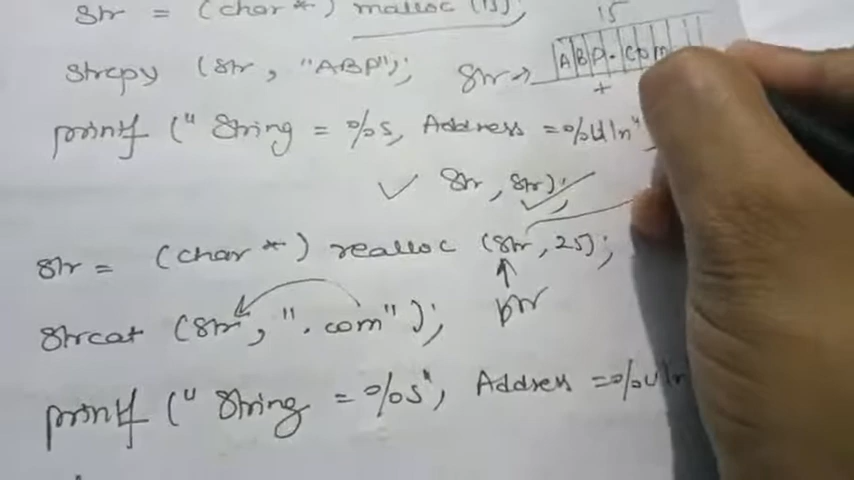 str = (char*) malloc (15);
15
strcpy (str, "ABP"); str → A B P . c o m
+
printf (" String = %s, Address = %u\n"
✓ str, str);
str = (char *) realloc (str, 25);
ptr
strcat (str, ".com");
printf (" String = %s", Address = %u\n